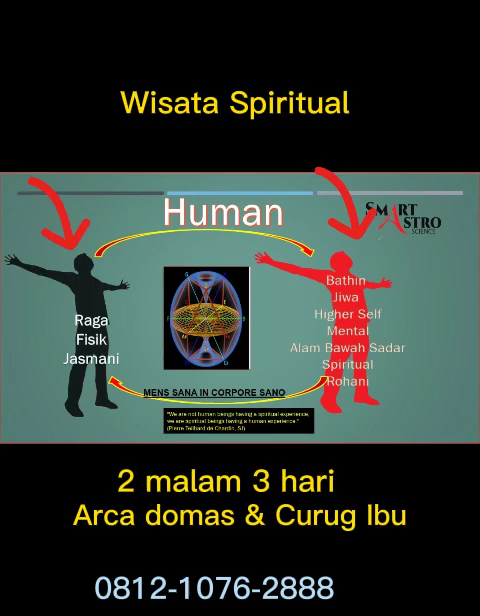 Wisata Spiritual
Human
SMART
ASTRO
SCIENCE
Raga
Fisik
Jasmani
Bathin
Jiwa
Higher Self
Mental
Alam Bawah Sadar
Spiritual
Rohani
MENS SANA IN CORPORE SANO
"We are not human beings having a spiritual experience,
we are spiritual beings having a human experience."
(Pierre Teilhard de Chardin, SJ)
2 malam 3 hari
Arca domas & Curug Ibu
0812-1076-2888